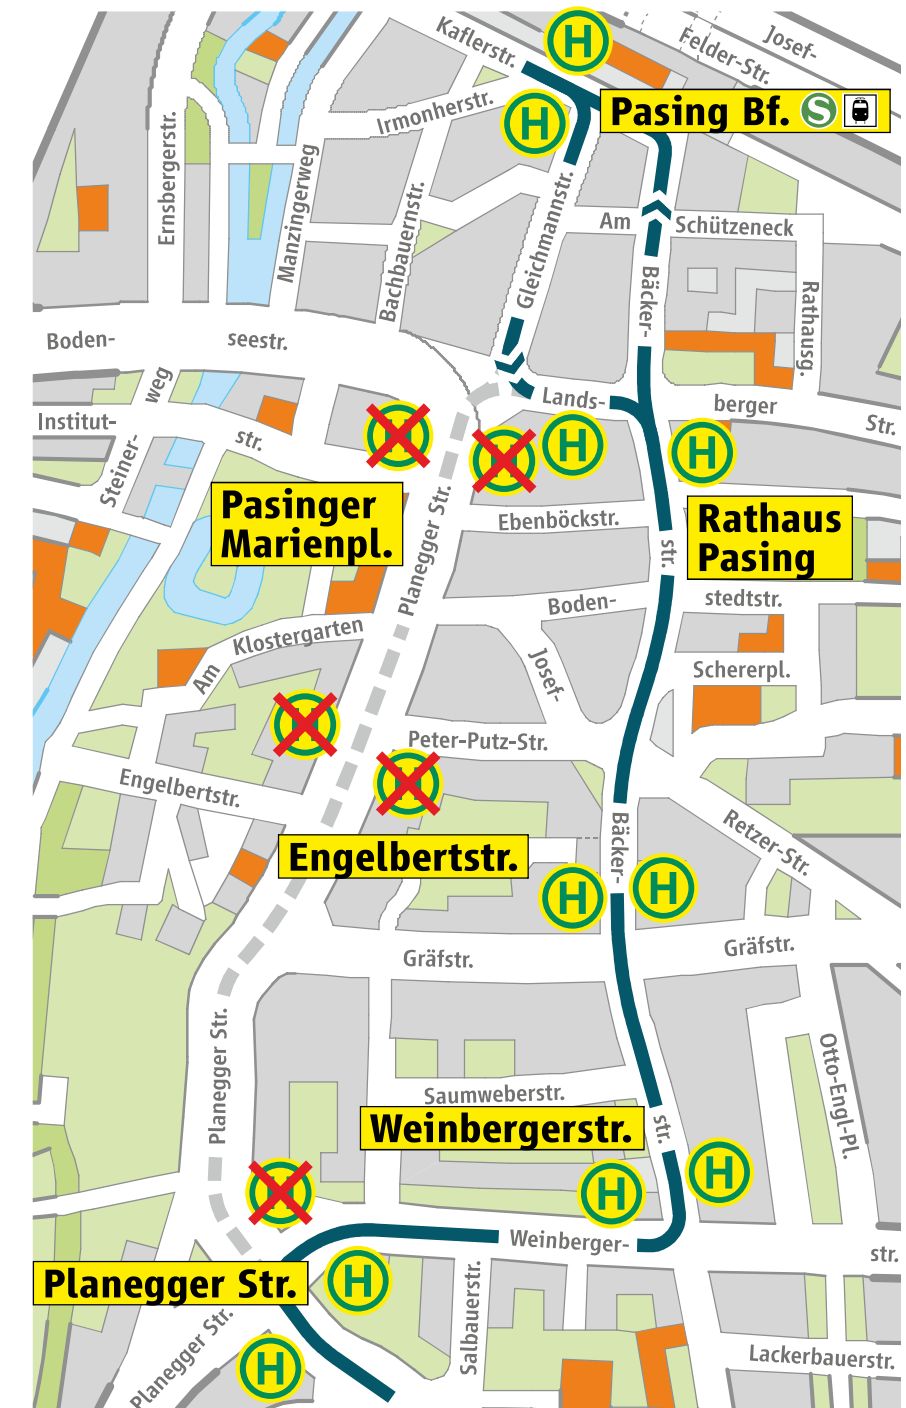 Kaflerstr.
H
Felder-Str.
Josef-
Pasing Bf. S
H
Irmonherstr.
Ernsbergerstr.
Manzingerweg
Bachbauernstr.
Gleichmannstr.
Am
Schützeneck
Bäcker-
Rathausg.
Boden-
seestr.
weg
Lands-
berger
Str.
Institut-
str.
Steiner-
H
H
H
H
Pasinger
Marienpl.
Planegger Str.
Ebenböckstr.
Rathaus
Pasing
str.
Boden-
stedtstr.
Klostergarten
Am
Josef-
Schererpl.
H
Peter-Putz-Str.
H
Engelbertstr.
Bäcker-
Retzer-Str.
Engelbertstr.
H
H
Gräfstr.
Gräfstr.
Planegger Str.
Otto-Engl-Pl.
Saumweberstr.
Weinbergerstr.
str.
H
H
H
Weinberger-
str.
Planegger Str.
H
Salbauerstr.
Planegger Str.
H
Lackerbauerstr.